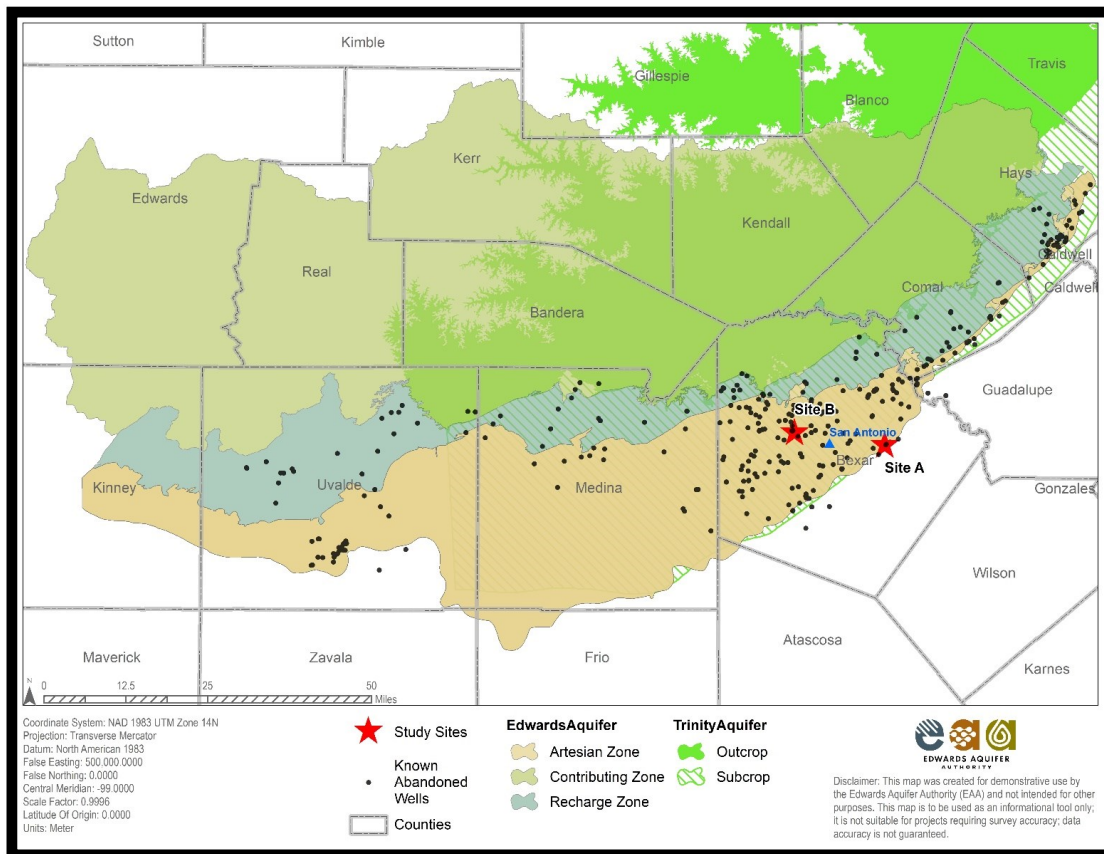 Sutton
Kimble
Gillespie
Travis
Blanco
Kerr
Hays
Edwards
Kendall
Real
Caldwell
Caldwell
Comal
Bandera
Guadalupe
Site B
San Antonio
Bexar
Site A
Kinney
Uvalde
Medina
Gonzales
Wilson
Atascosa
Maverick
Zavala
Frio
Karnes
N
0 12.5 25 50
Miles
Coordinate System: NAD 1983 UTM Zone 14N
Projection: Transverse Mercator
Datum: North American 1983
False Easting: 500.000.0000
False Northing: 0.0000
Central Meridian: -99.0000
Scale Factor: 0.9996
Latitude Of Origin: 0.0000
Units: Meter
Study Sites
Known
Abandoned
Wells
Counties
EdwardsAquifer
Artesian Zone
Contributing Zone
Recharge Zone
TrinityAquifer
Outcrop
Subcrop
eaa
EDWARDS AQUIFER
AUTHORITY
Disclaimer: This map was created for demonstrative use by
the Edwards Aquifer Authority (EAA) and not intended for other
purposes. This map is to be used as an informational tool only;
it is not suitable for projects requiring survey accuracy; data
accuracy is not guaranteed.